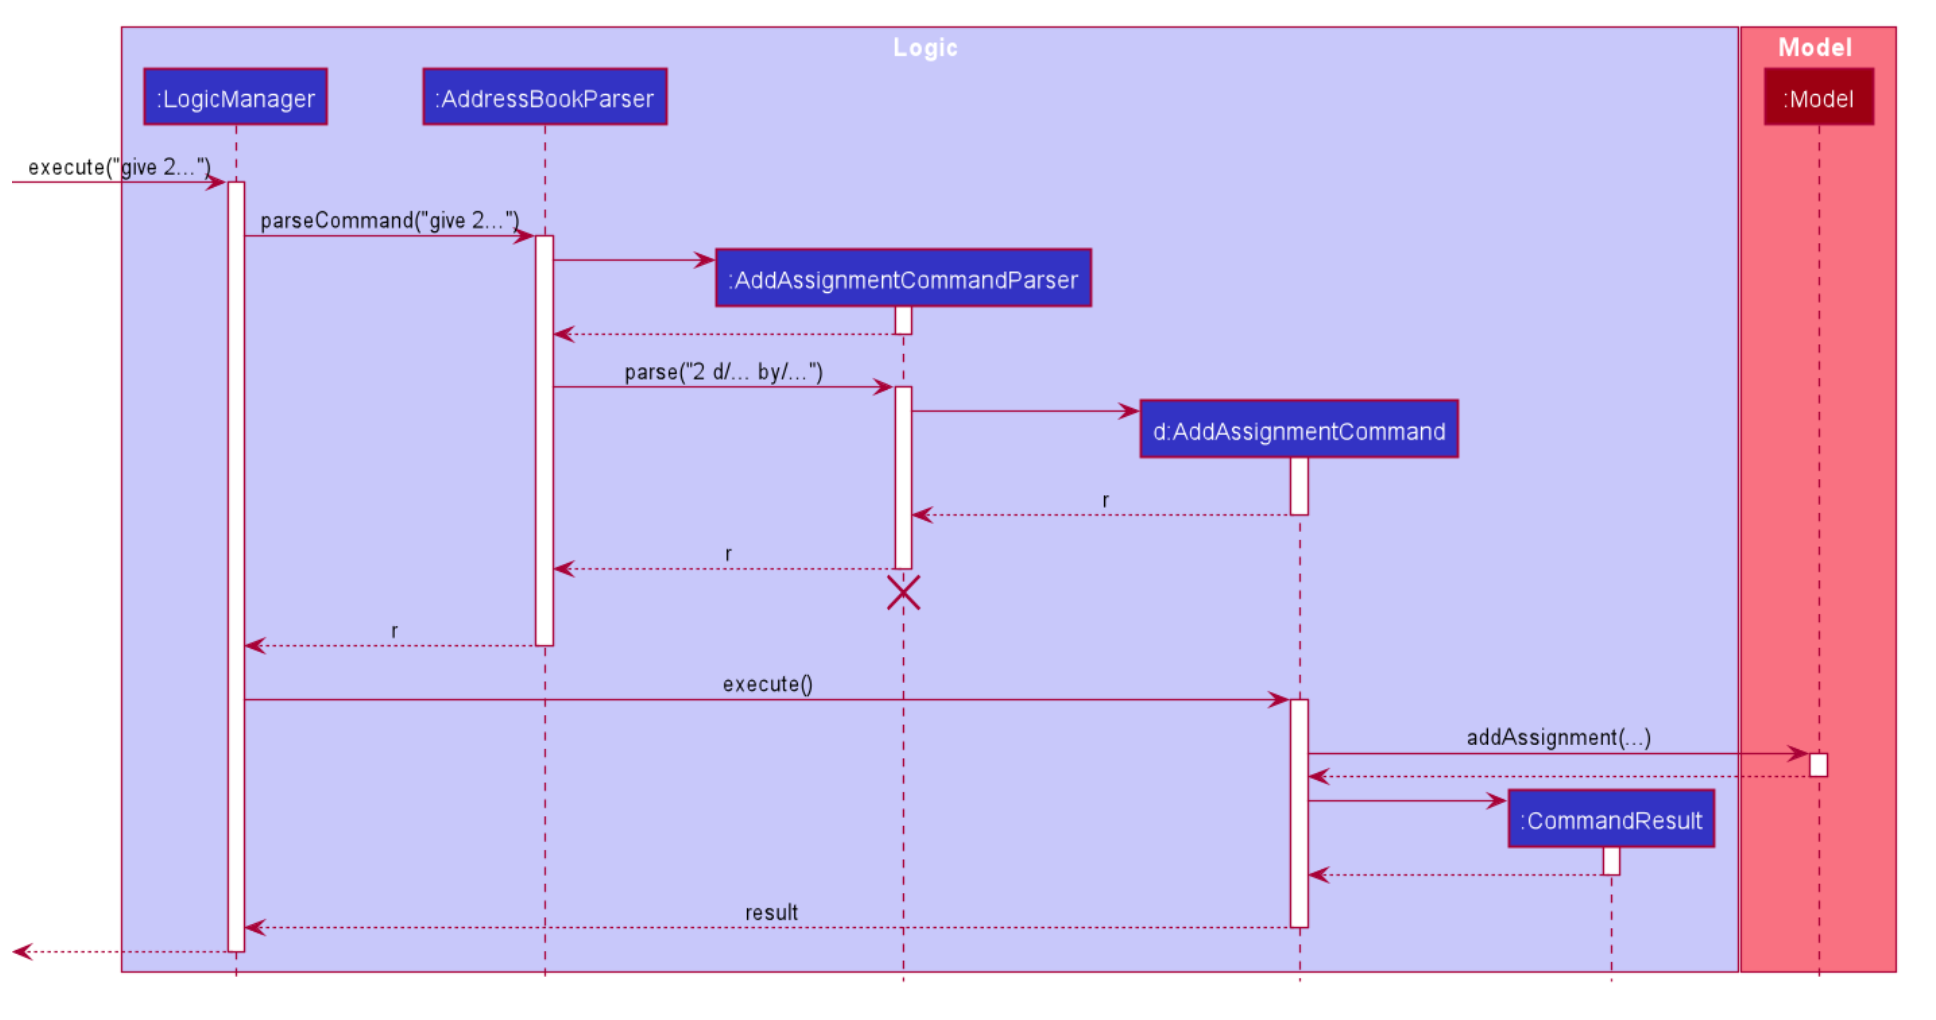 Logic
Model
:LogicManager
:AddressBookParser
:Model
execute("give 2...")
parseCommand("give 2...")
:AddAssignmentCommandParser
parse("2 d/... by/...")
d:AddAssignmentCommand
r
r
r
execute()
addAssignment(...)
:CommandResult
result